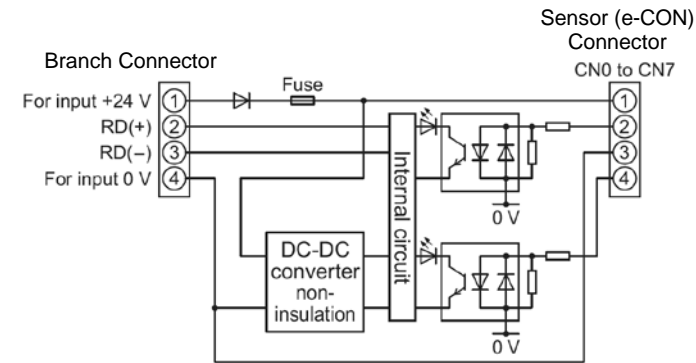 Sensor (e-CON)
Connector
CN0 to CN7
Branch Connector
Fuse
For input +24 V
1
1
RD(+)
2
2
RD(−)
3
3
For input 0 V
4
4
Internal circuit
0 V
DC-DC
converter
non-
insulation
0 V